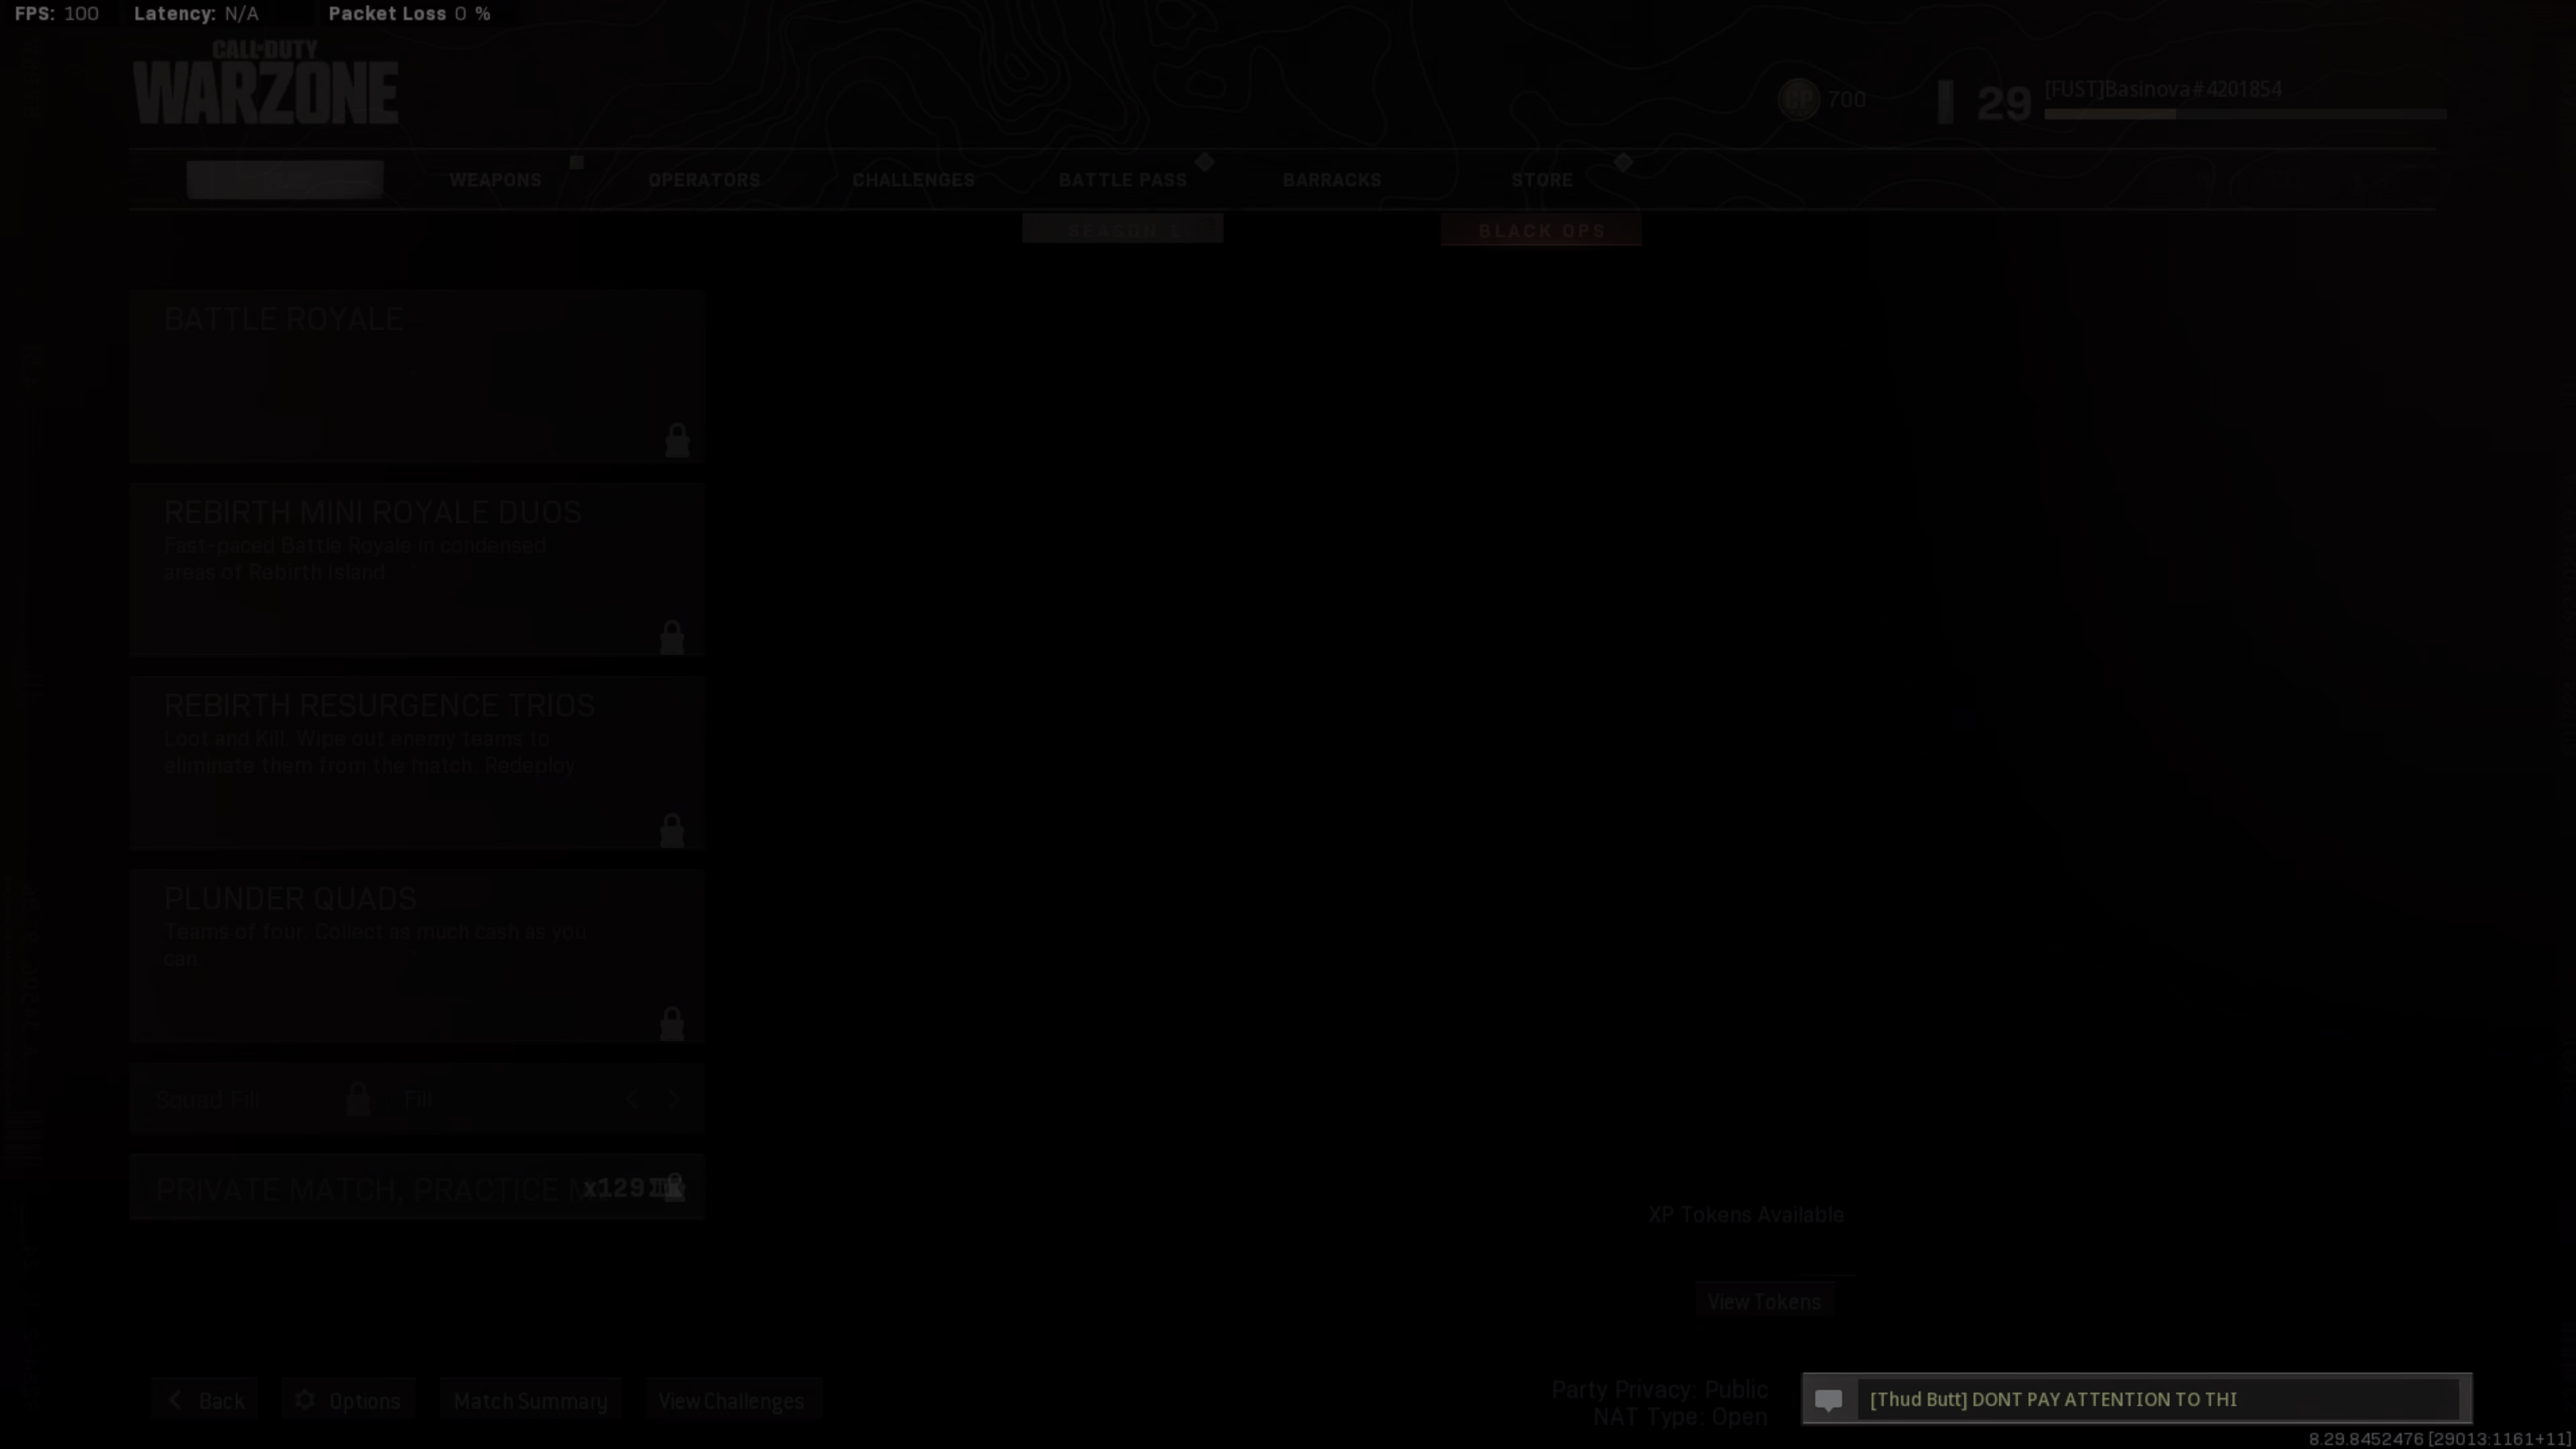 FPS: 100 Latency: N/A Packet Loss 0 %
CALL OF DUTY
WARZONE
700
29
[FUST]Basinova#4201854
WEAPONS OPERATORS CHALLENGES BATTLE PASS BARRACKS STORE
SEASON
BLACK OPS
BATTLE ROYALE
REBIRTH MINI ROYALE DUOS
Fast-paced Battle Royale in condensed
areas of Rebirth Island.
REBIRTH RESURGENCE TRIOS
Loot and Kill. Wipe out enemy teams to
eliminate them from the match. Redeploy
PLUNDER QUADS
Teams of four. Collect as much cash as you
can.
Squad Fill Fill
PRIVATE MATCH, PRACTICE
x129
XP Tokens Available
View Tokens
Back Options Match Summary View Challenges
Party Privacy: Public
NAT Type: Open
[Thud Butt] DONT PAY ATTENTION TO THI
8.29.8452476 [29013:1161+11]